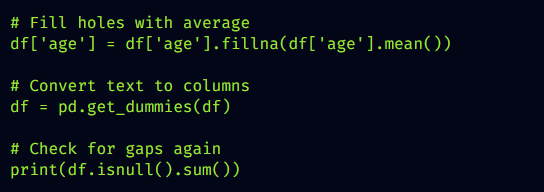 # Fill holes with average
df['age'] = df['age'].fillna(df['age'].mean())
# Convert text to columns
df = pd.get_dummies(df)
# Check for gaps again
print(df.isnull().sum())